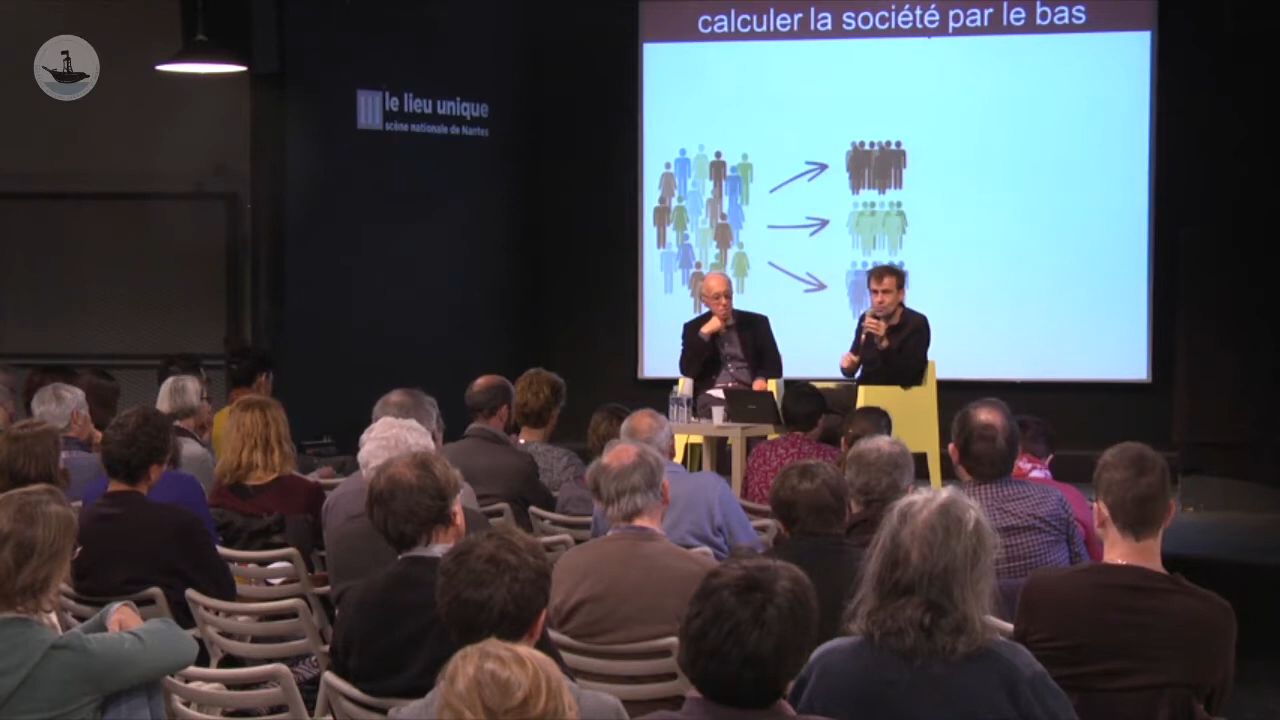 calculer la société par le bas
le lieu unique
scène nationale de Nantes